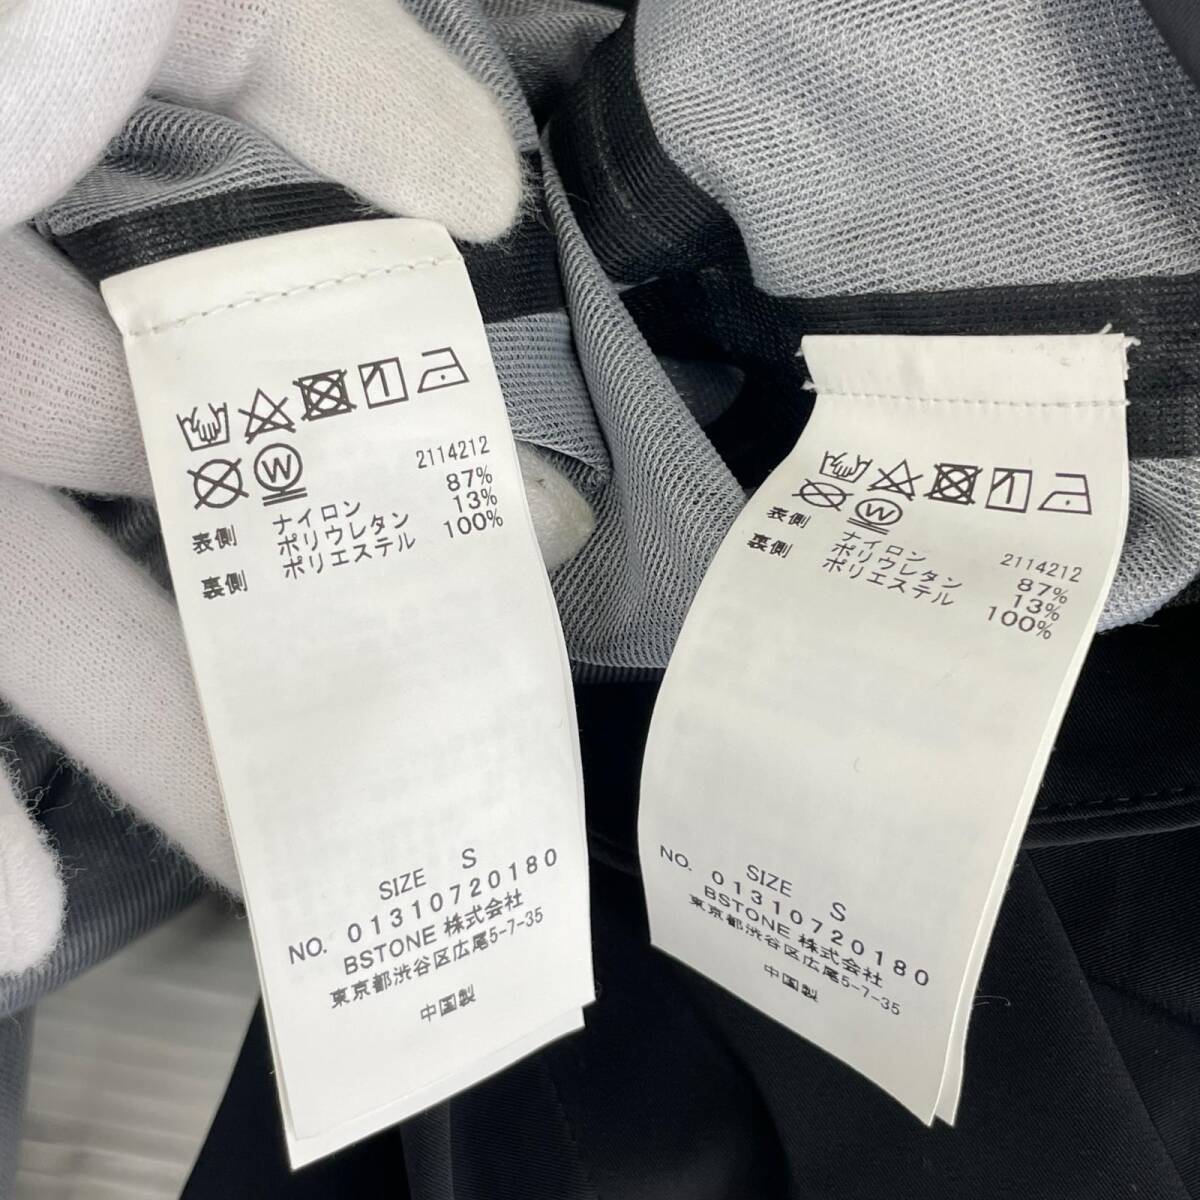 W
2114212
表側 ナイロン 87%
ポリウレタン 13%
裏側 ポリエステル 100%
SIZE S
NO. 01310720180
BSTONE 株式会社
東京都渋谷区広尾5-7-35
中国製
W
2114212
表側 ナイロン 87%
ポリウレタン 13%
裏側 ポリエステル 100%
SIZE S
NO. 01310720180
BSTONE 株式会社
東京都渋谷区広尾5-7-35
中国製